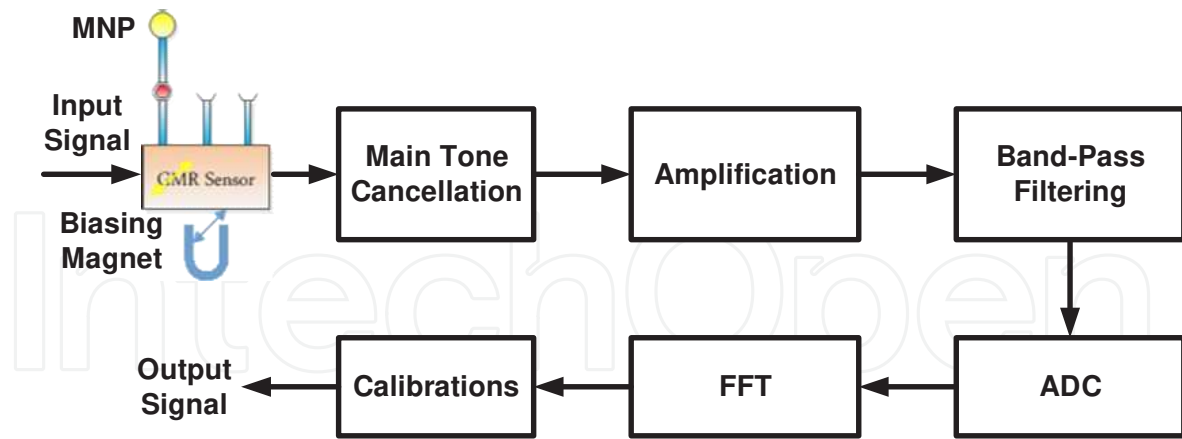 MNP
Input
Signal
GMR Sensor
Biasing
Magnet
Main Tone
Cancellation
Amplification
Band-Pass
Filtering
ADC
FFT
Calibrations
Output
Signal
IntechOpen